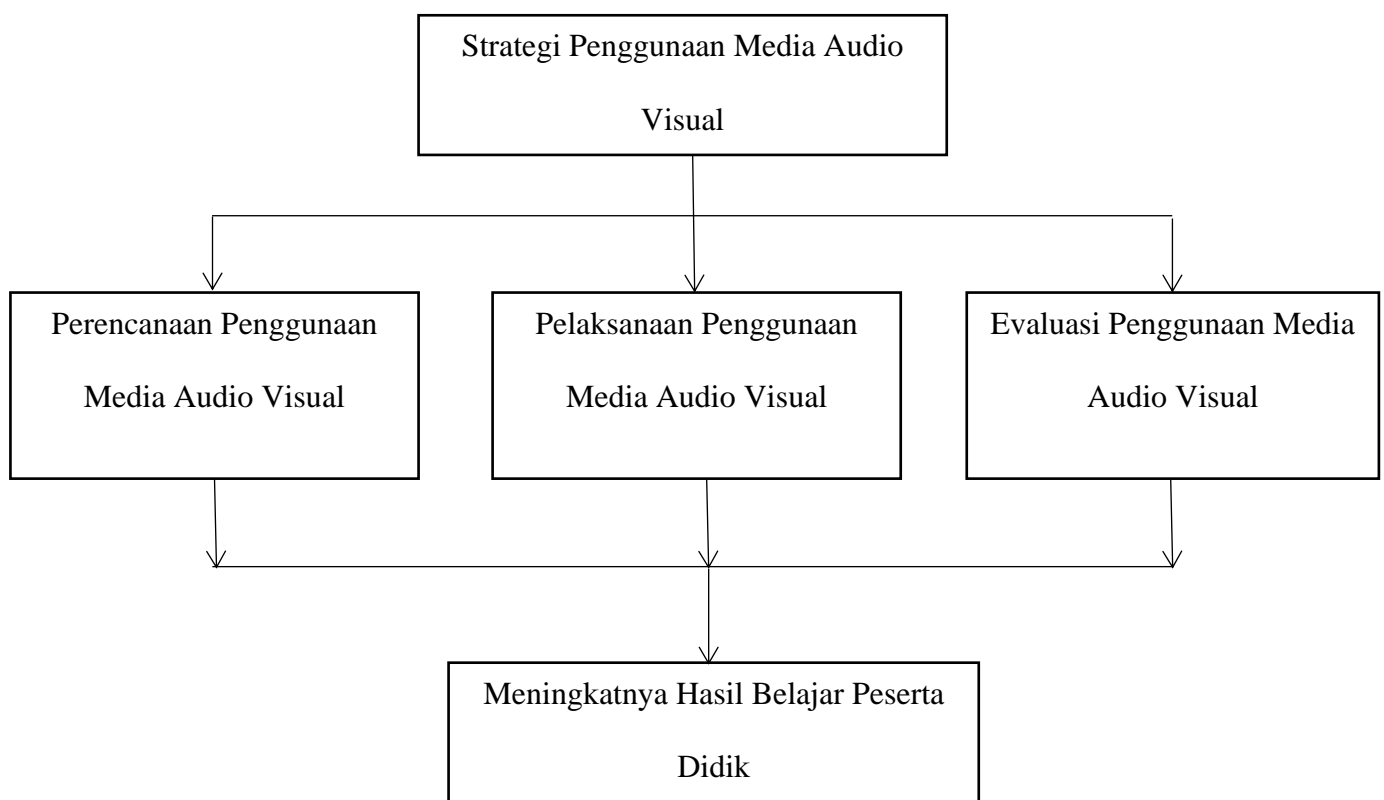 Strategi Penggunaan Media Audio
Visual
Perencanaan Penggunaan
Media Audio Visual
Pelaksanaan Penggunaan
Media Audio Visual
Evaluasi Penggunaan Media
Audio Visual
Meningkatnya Hasil Belajar Peserta
Didik